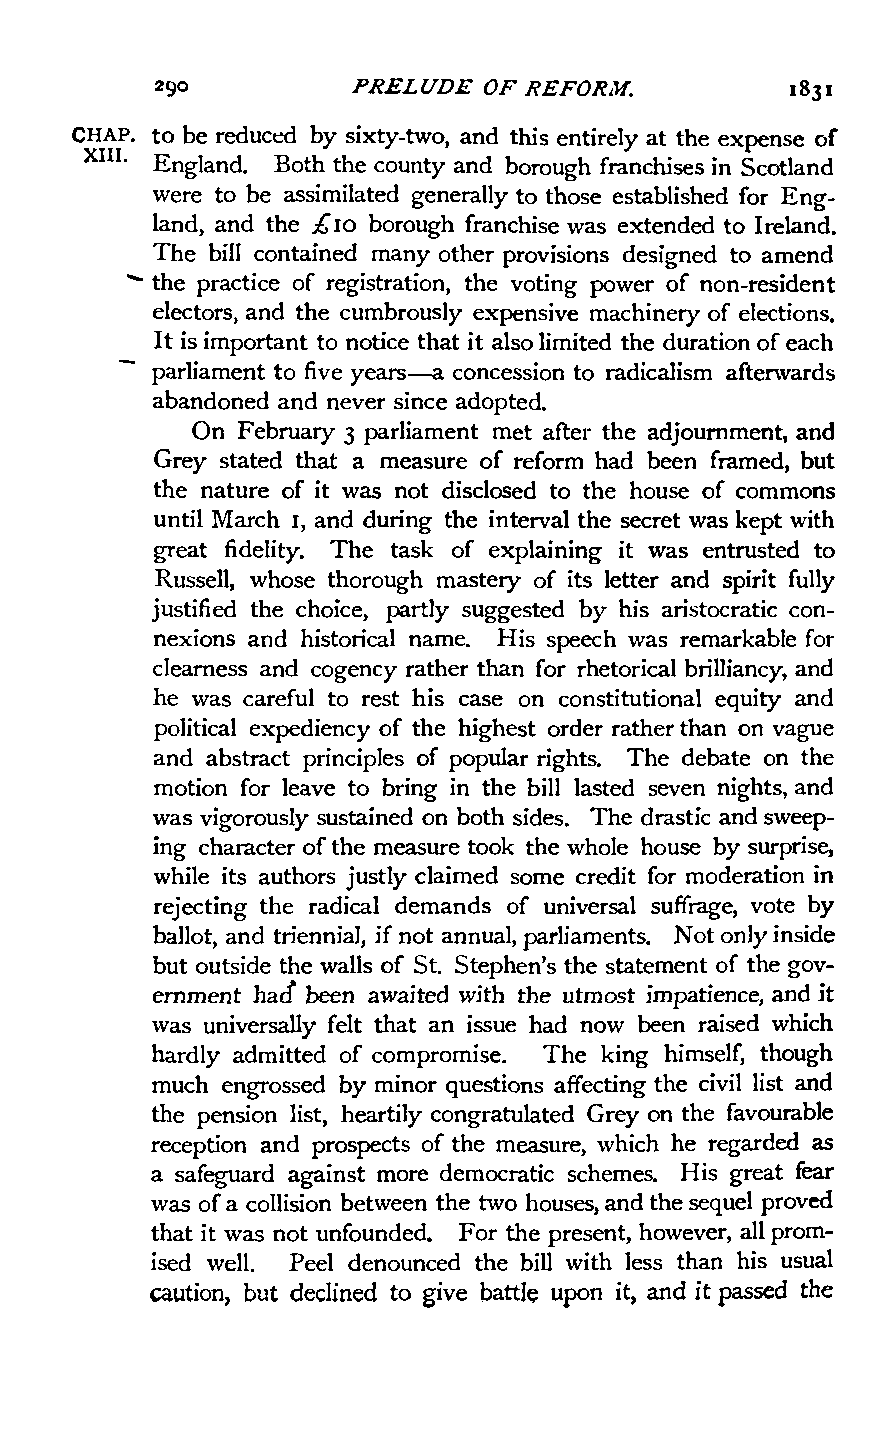 290 PRELUDE OF REFORM. 1831
CHAP. XIII.
to be reduced by sixty-two, and this entirely at the expense of
England. Both the county and borough franchises in Scotland
were to be assimilated generally to those established for Eng-
land, and the £10 borough franchise was extended to Ireland.
The bill contained many other provisions designed to amend
the practice of registration, the voting power of non-resident
electors, and the cumbrously expensive machinery of elections.
It is important to notice that it also limited the duration of each
parliament to five years—a concession to radicalism afterwards
abandoned and never since adopted.
On February 3 parliament met after the adjournment, and
Grey stated that a measure of reform had been framed, but
the nature of it was not disclosed to the house of commons
until March 1, and during the interval the secret was kept with
great fidelity. The task of explaining it was entrusted to
Russell, whose thorough mastery of its letter and spirit fully
justified the choice, partly suggested by his aristocratic con-
nexions and historical name. His speech was remarkable for
clearness and cogency rather than for rhetorical brilliancy, and
he was careful to rest his case on constitutional equity and
political expediency of the highest order rather than on vague
and abstract principles of popular rights. The debate on the
motion for leave to bring in the bill lasted seven nights, and
was vigorously sustained on both sides. The drastic and sweep-
ing character of the measure took the whole house by surprise,
while its authors justly claimed some credit for moderation in
rejecting the radical demands of universal suffrage, vote by
ballot, and triennial, if not annual, parliaments. Not only inside
but outside the walls of St. Stephen's the statement of the gov-
ernment had been awaited with the utmost impatience, and it
was universally felt that an issue had now been raised which
hardly admitted of compromise. The king himself, though
much engrossed by minor questions affecting the civil list and
the pension list, heartily congratulated Grey on the favourable
reception and prospects of the measure, which he regarded as
a safeguard against more democratic schemes. His great fear
was of a collision between the two houses, and the sequel proved
that it was not unfounded. For the present, however, all prom-
ised well. Peel denounced the bill with less than his usual
caution, but declined to give battle upon it, and it passed the